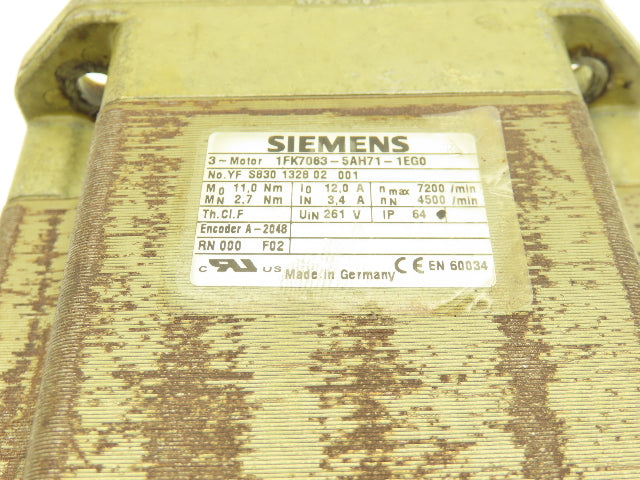 SIEMENS
3~Motor 1FK7063-5AH71-1EG0
No.YF S830 1328 02 001
M0 11,0 Nm I0 12,0 A n max 7200 /min
MN 2,7 Nm IN 3,4 A nN 4500 /min
Th.Cl.F UIN 261 V IP 64
Encoder A-2048
RN 000 F02
c RU US Made in Germany CE EN 60034